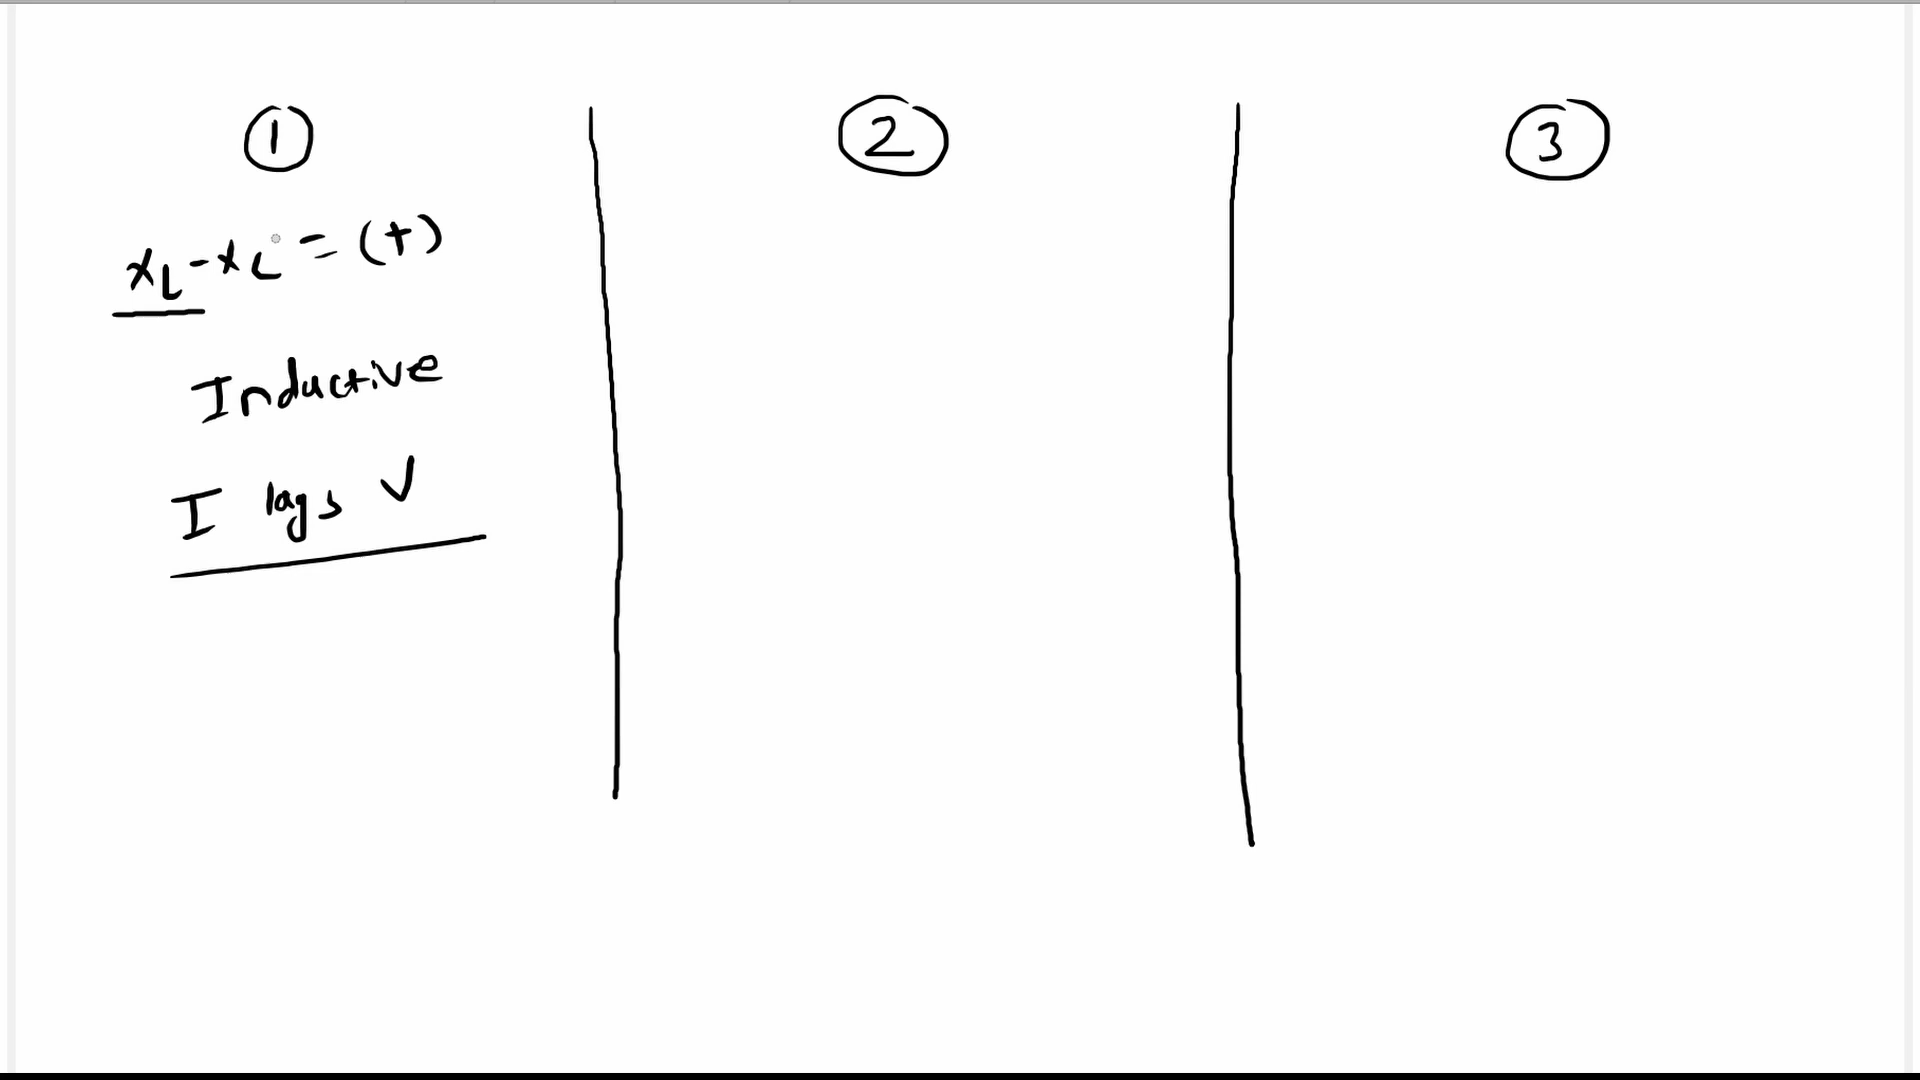 ① ② ③
XL - XC = (+)
Inductive
I lags V